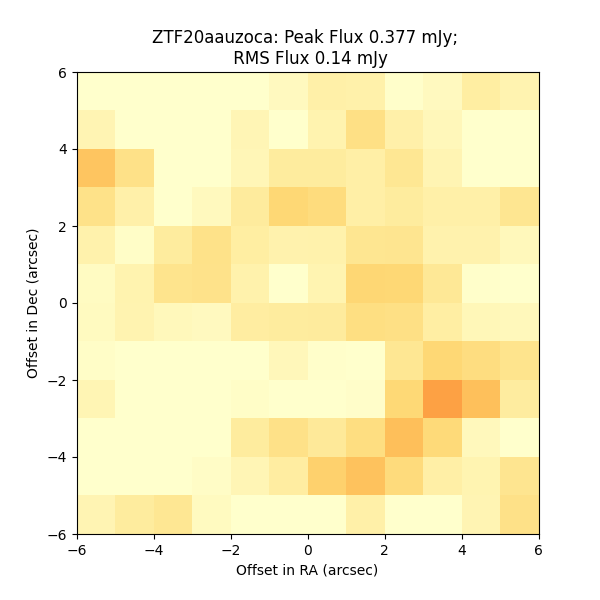 ZTF20aauzoca: Peak Flux 0.377 mJy;
RMS Flux 0.14 mJy
6
4
2
0
−2
−4
−6
Offset in Dec (arcsec)
−6 −4 −2 0 2 4 6
Offset in RA (arcsec)